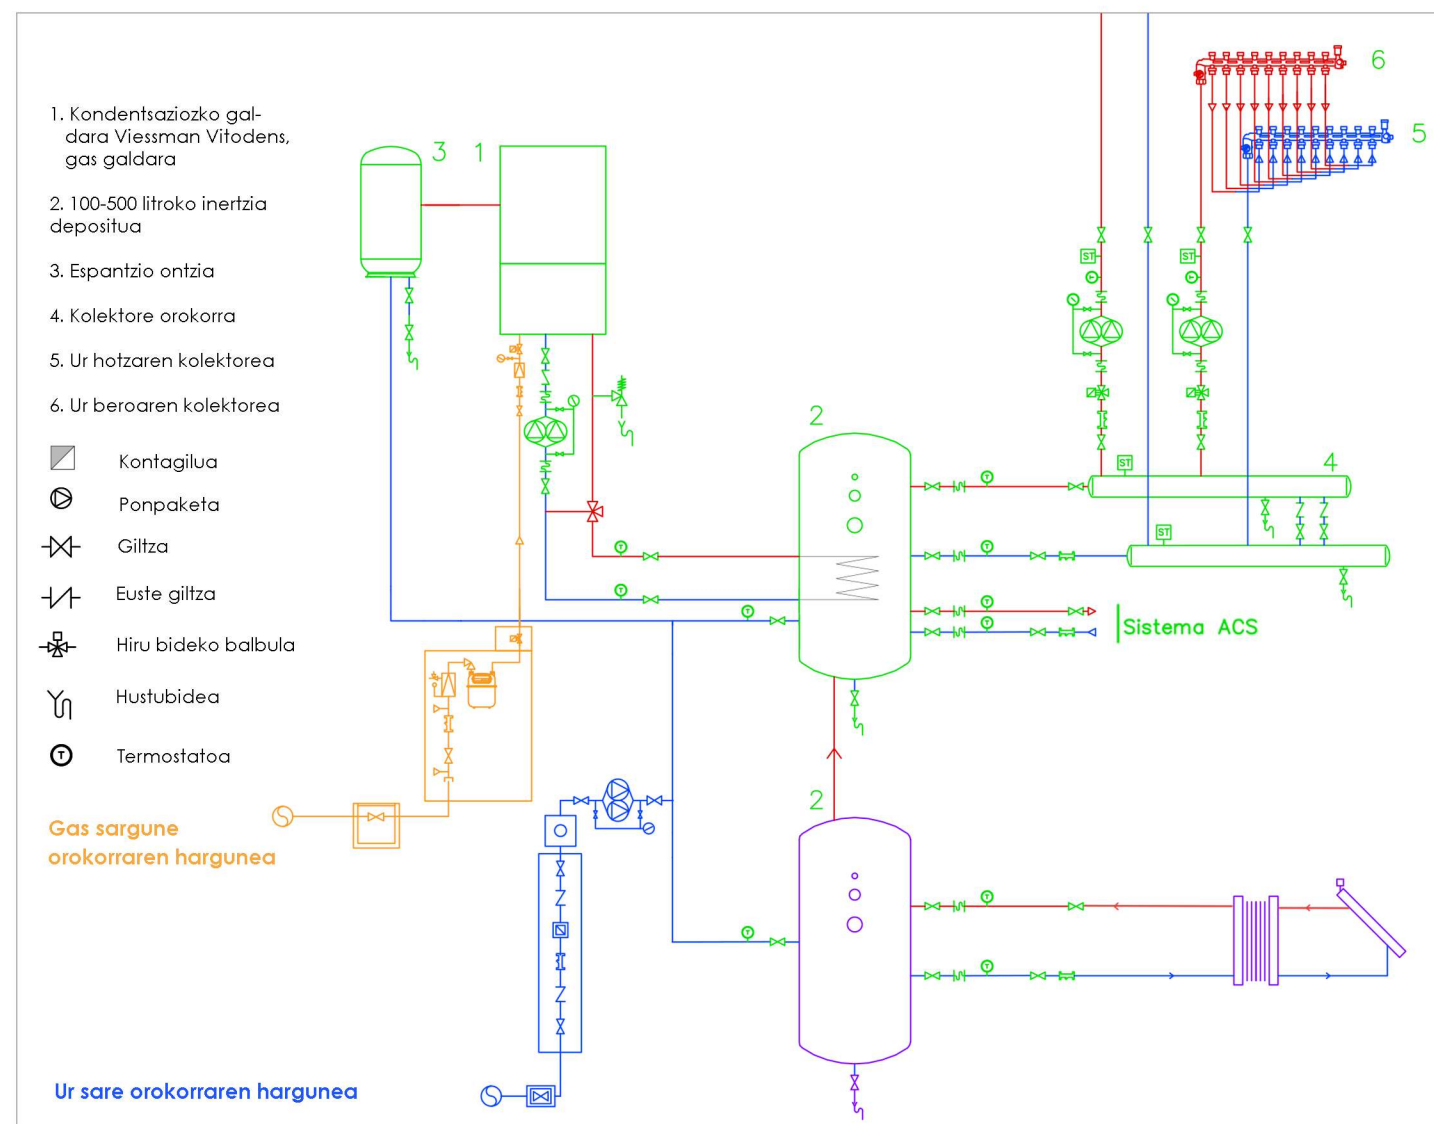 1. Kondentsaziozko gal-
dara Viessman Vitodens,
gas galdara
2. 100-500 litroko inertzia
depositua
3. Espantzio ontzia
4. Kolektore orokorra
5. Ur hotzaren kolektorea
6. Ur beroaren kolektorea
Kontagilua
Ponpaketa
Giltza
Euste giltza
Hiru bideko balbula
Hustubidea
T
Termostatoa
Gas sargune
orokorraren hargunea
Ur sare orokorraren hargunea
3
1
6
5
ST
ST
2
T
ST
4
T
ST
T
T
T
T
T
Sistema ACS
2
T
T
T